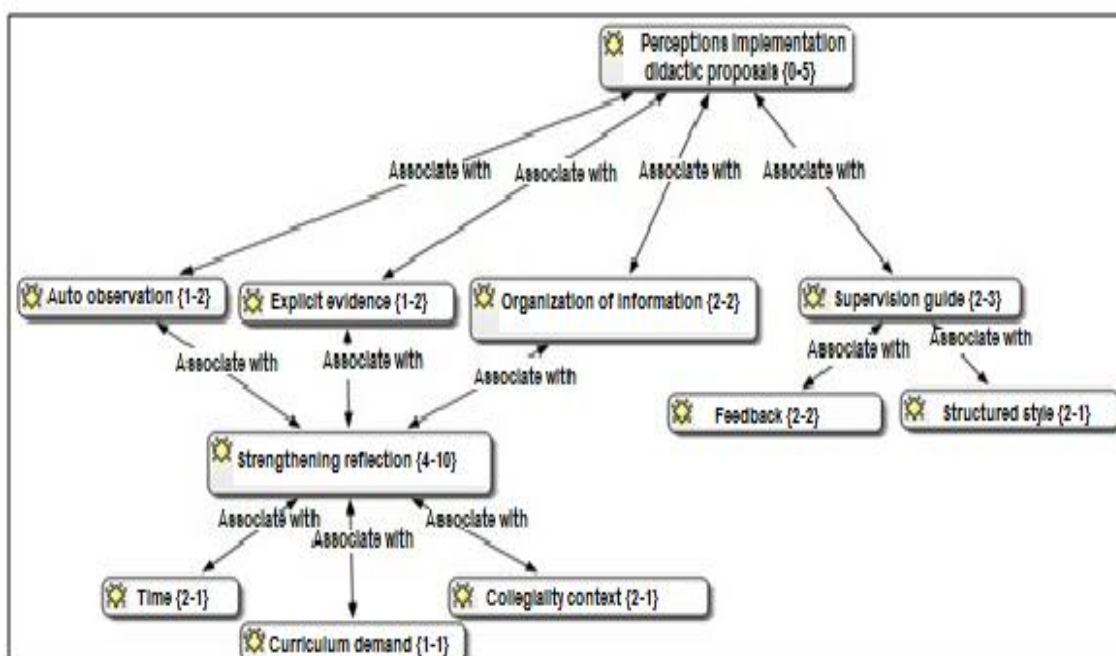 Perceptions implementation
didactic proposals {0-5}
Associate with
Associate with
Associate with
Associate with
Auto observation {1-2}
Explicit evidence {1-2}
Organization of information {2-2}
Supervision guide {2-3}
Associate with
Associate with
Associate with
Associate with
Associate with
Feedback {2-2}
Structured style {2-1}
Strengthening reflection {4-10}
Associate with
Associate with
Associate with
Time {2-1}
Collegiality context {2-1}
Curriculum demand {1-1}